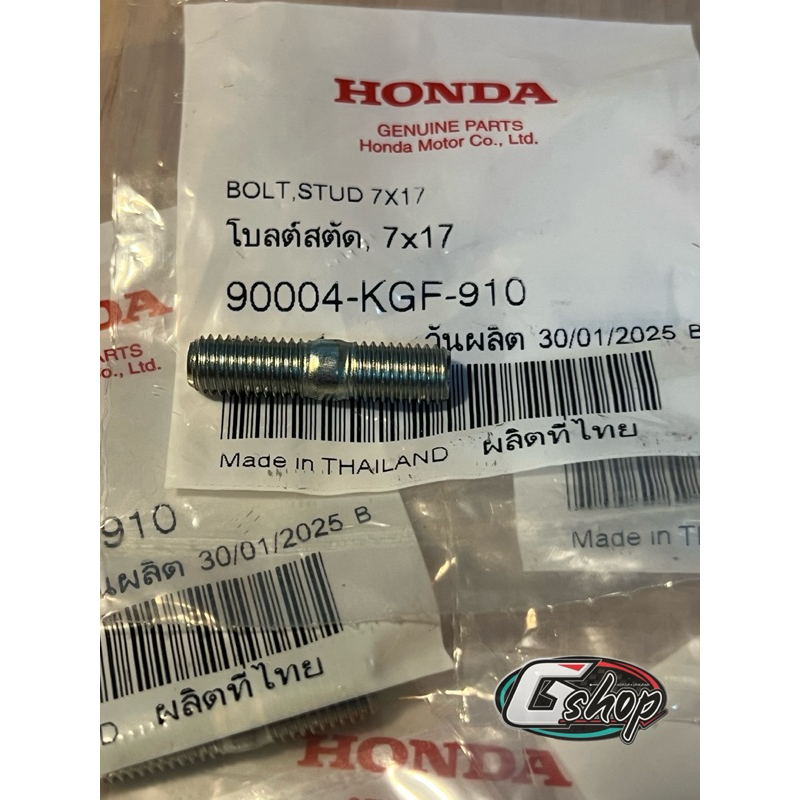 HONDA
GENUINE PARTS
Honda Motor Co., Ltd.
BOLT,STUD 7X17
โบลต์สตัด, 7x17
90004-KGF-910
วันผลิต 30/01/2025 B
Made in THAILAND ผลิตที่ไทย
DA
ARTS
o., Ltd.
910
นผลิต 30/01/2025 B
D ผลิตที่ไทย
Made in TH
Gshop
HONDA